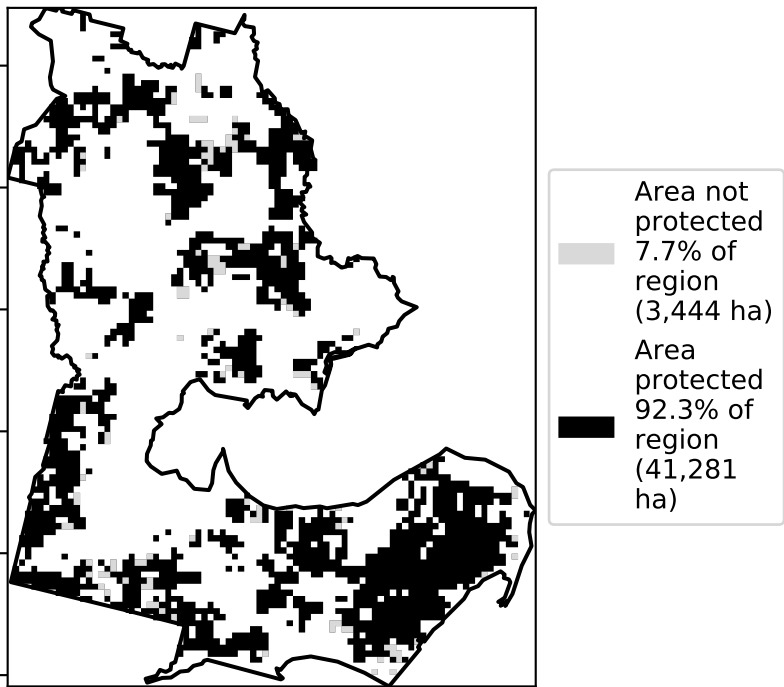 Area not
protected
7.7% of
region
(3,444 ha)
Area
protected
92.3% of
region
(41,281
ha)